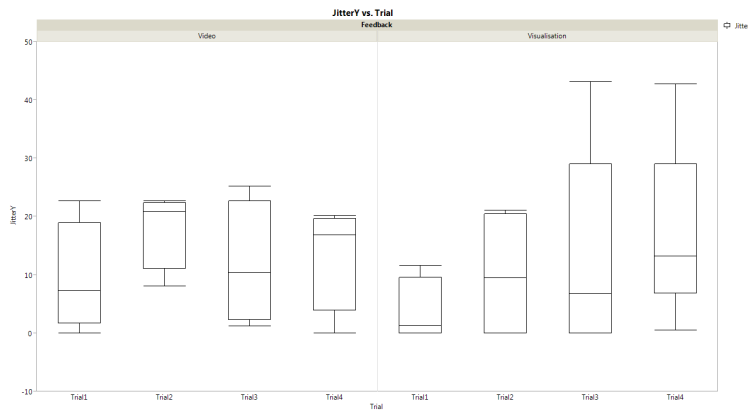 JitterY vs. Trial
Feedback
Video Visualisation
Jitte
50
40
30
20
10
0
-10
JitterY
Trial1 Trial2 Trial3 Trial4 Trial1 Trial2 Trial3 Trial4
Trial